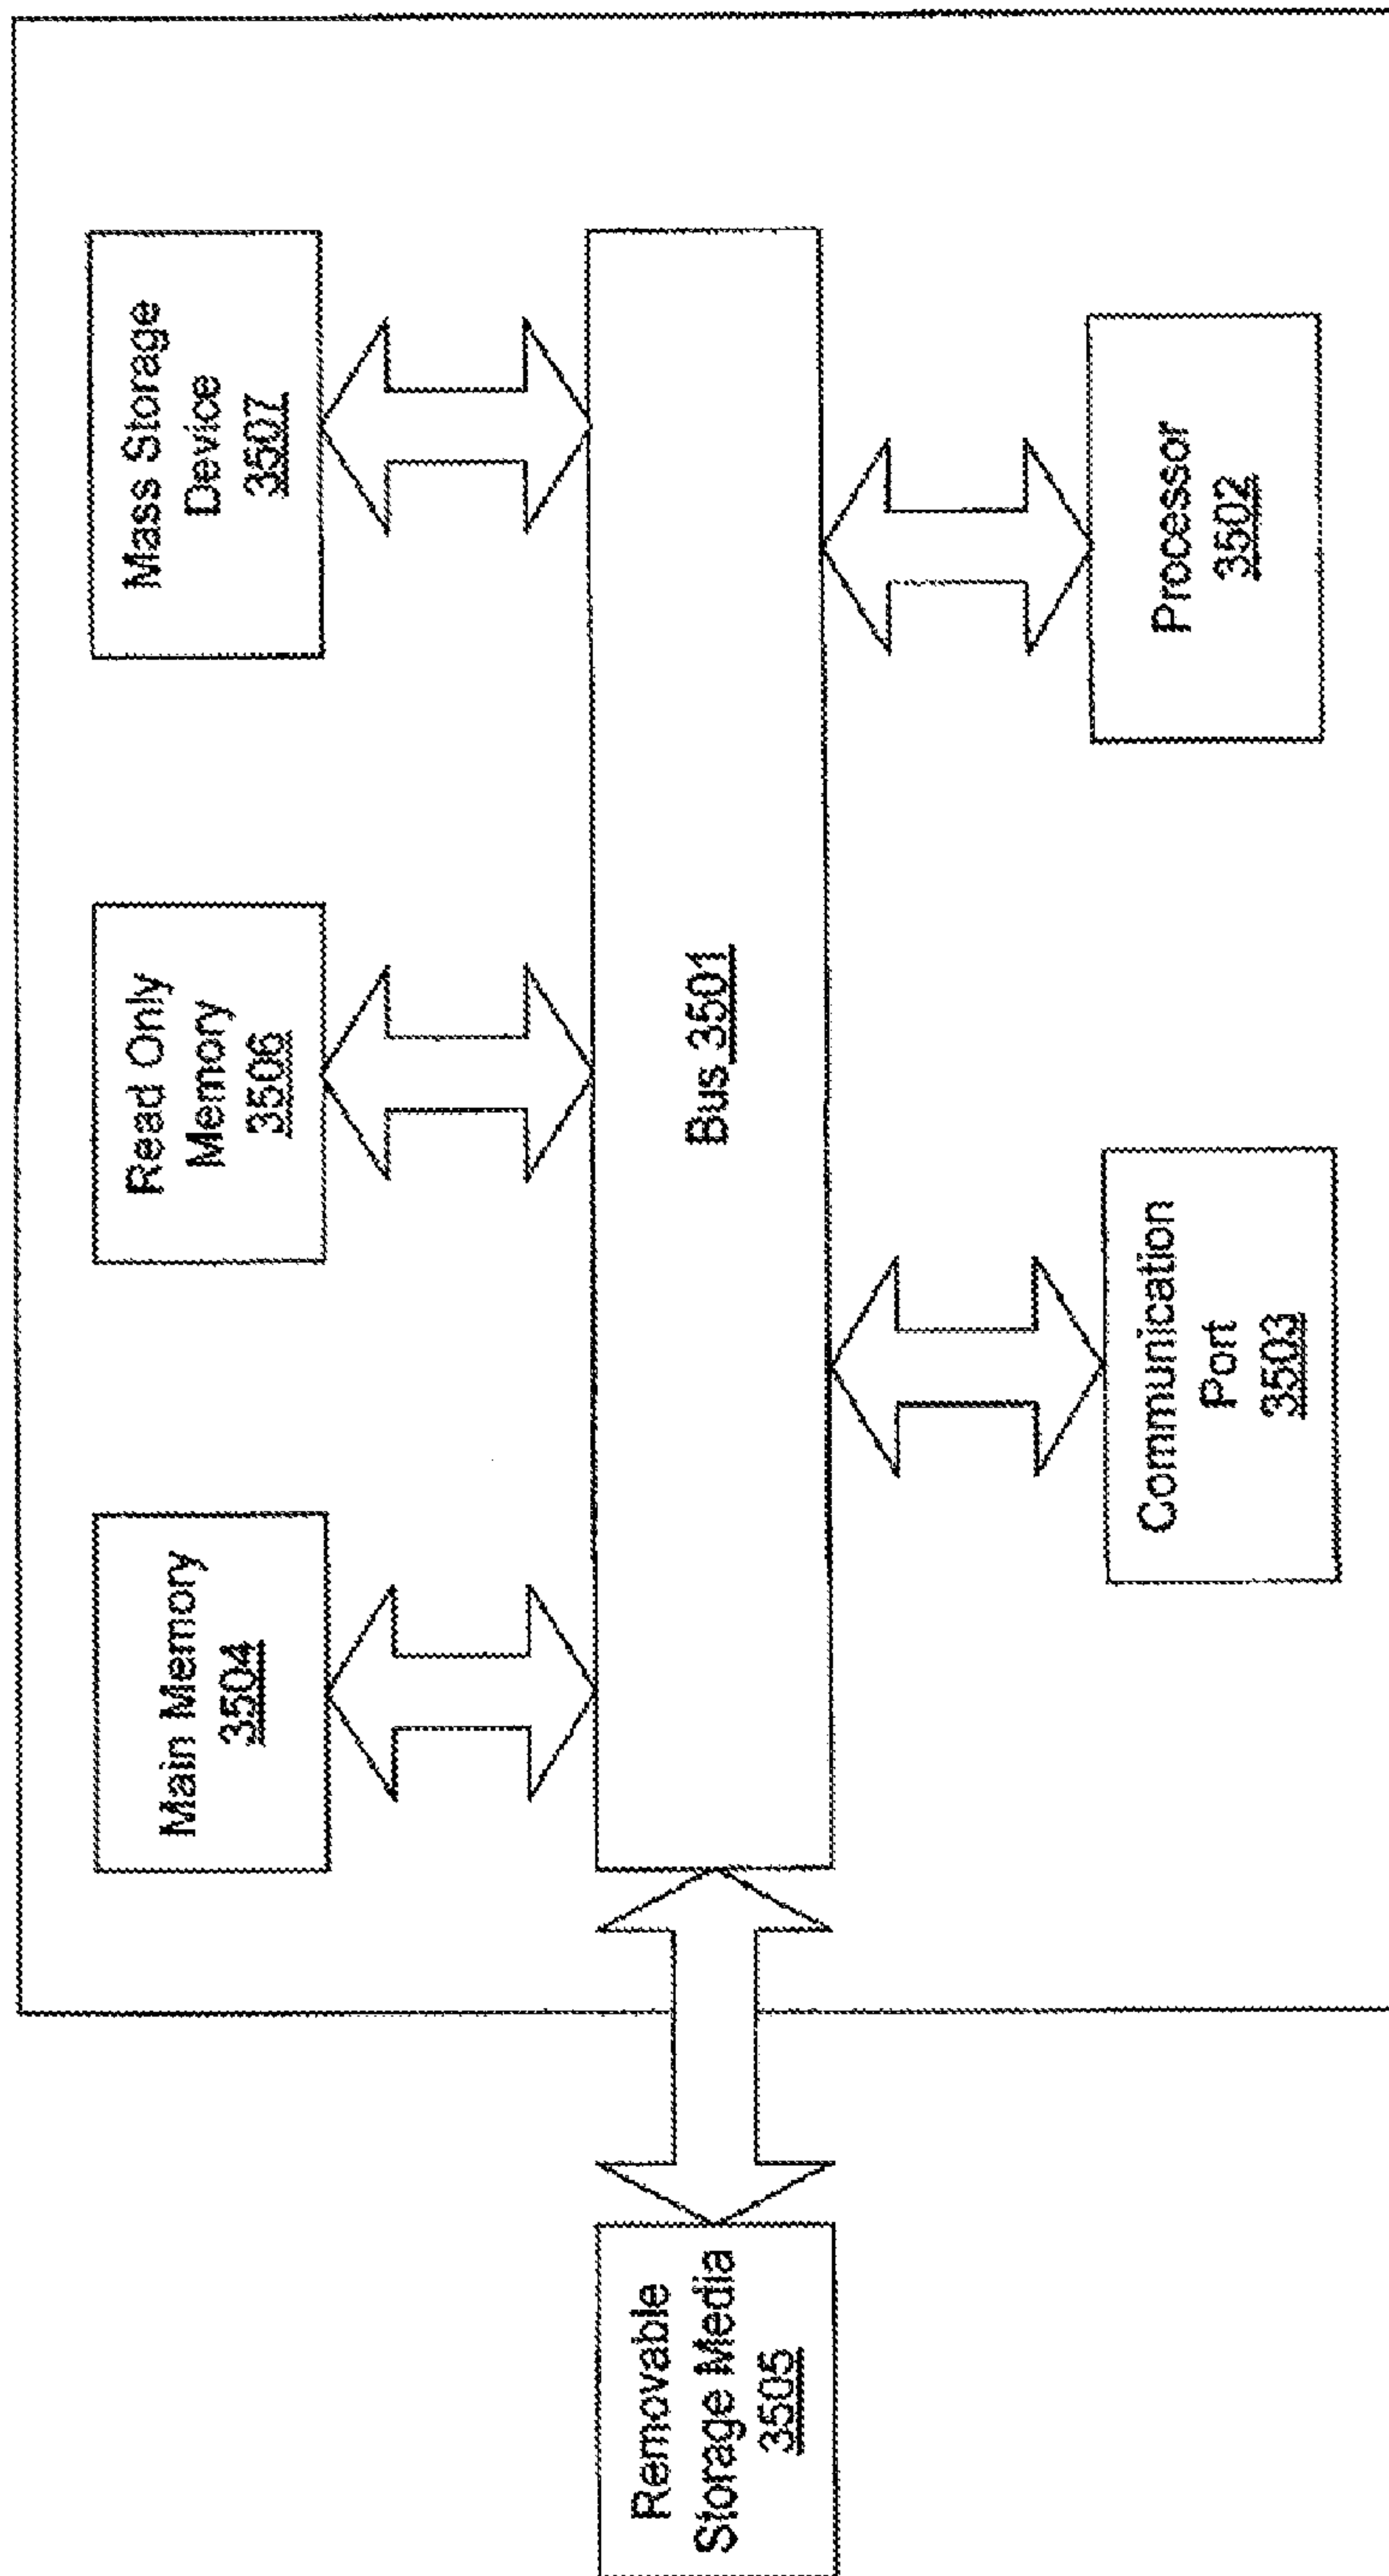 Main Memory
3504
Read Only
Memory
3506
Mass Storage
Device
3507
Removable
Storage Media
3505
Bus 3501
Communication
Port
3503
Processor
3502